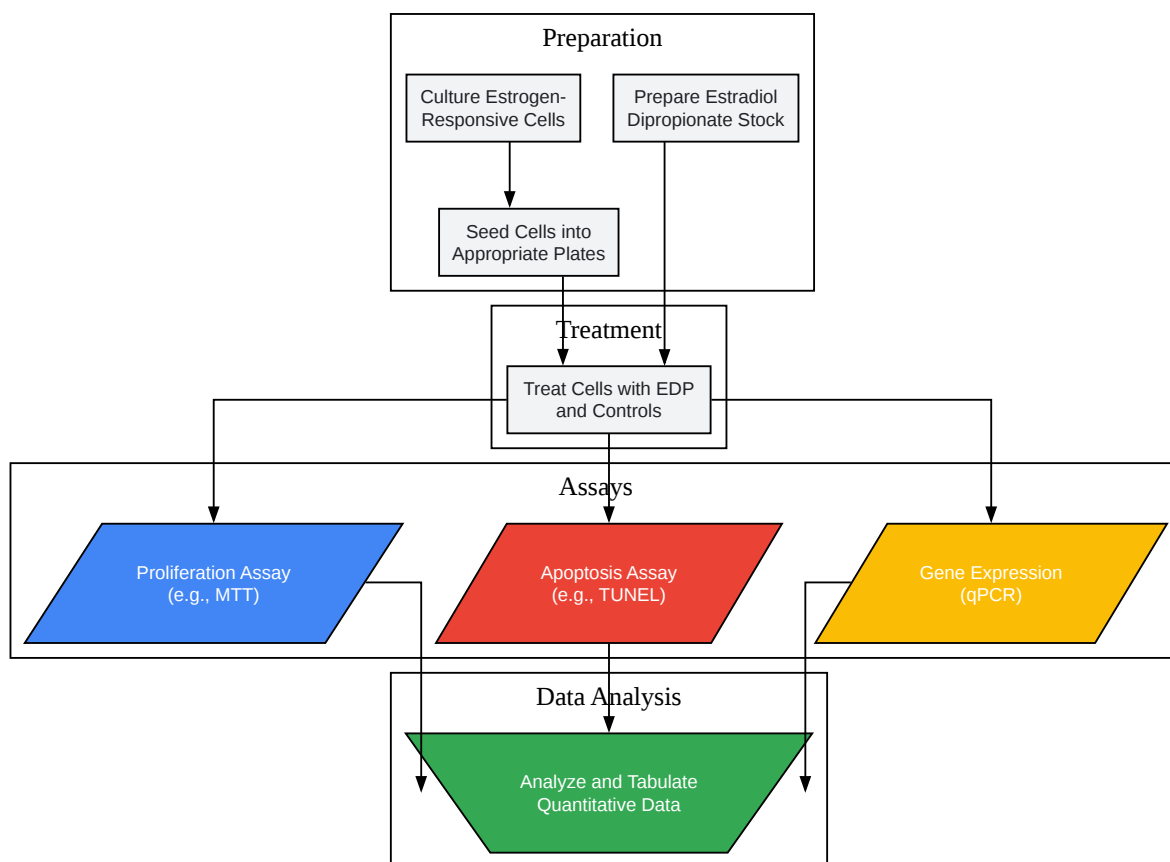 Preparation
Culture Estrogen-
Responsive Cells
Prepare Estradiol
Dipropionate Stock
Seed Cells into
Appropriate Plates
Treatment
Treat Cells with EDP
and Controls
Assays
Proliferation Assay
(e.g., MTT)
Apoptosis Assay
(e.g., TUNEL)
Gene Expression
(qPCR)
Data Analysis
Analyze and Tabulate
Quantitative Data